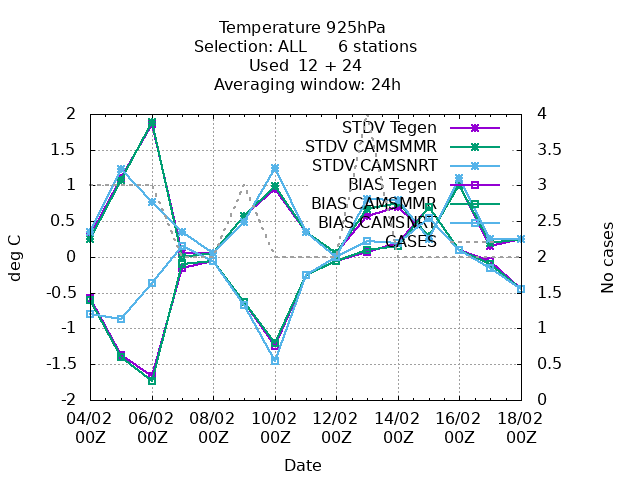 Temperature 925hPa
Selection: ALL      6 stations
Used  12 + 24
Averaging window: 24h
2
1.5
1
0.5
0
-0.5
-1
-1.5
-2
deg C
4
3.5
3
2.5
2
1.5
1
0.5
0
No cases
STDV Tegen
STDV CAMSMMR
STDV CAMSNRT
BIAS Tegen
BIAS CAMSMMR
BIAS CAMSNRT
CASES
04/02 06/02 08/02 10/02 12/02 14/02 16/02 18/02
00Z 00Z 00Z 00Z 00Z 00Z 00Z 00Z
Date